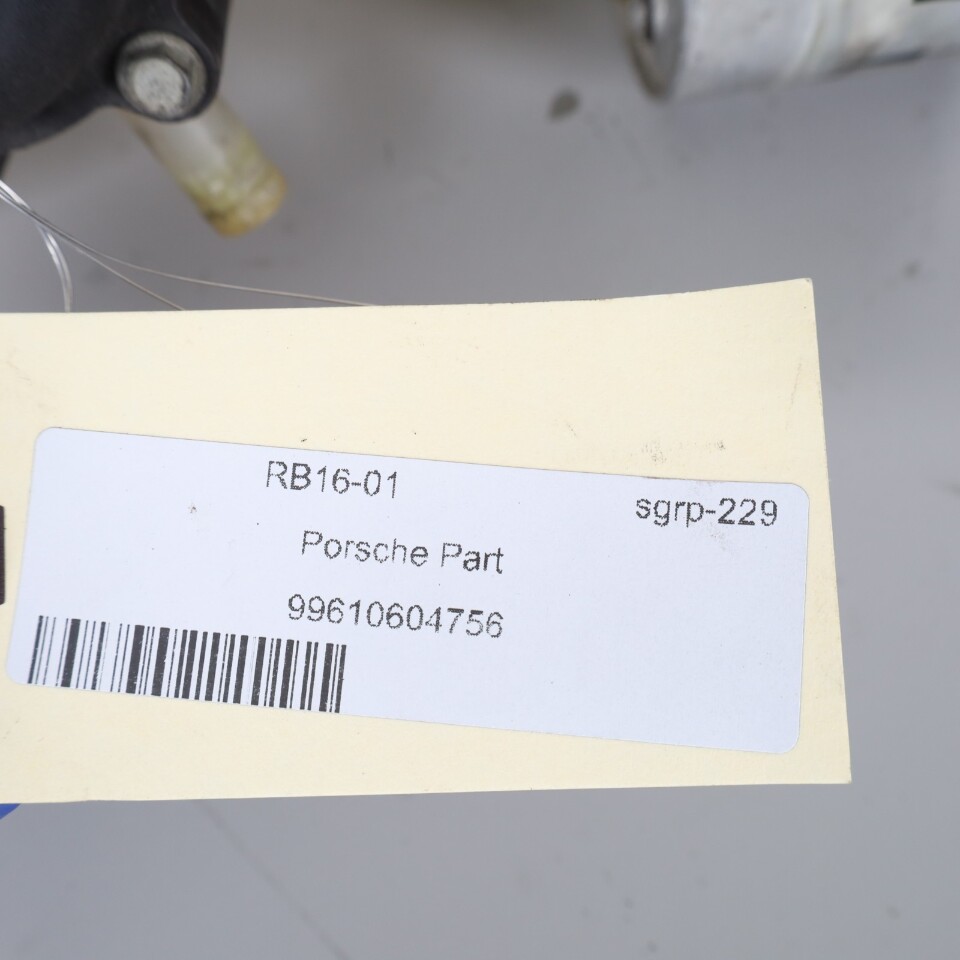 RB16-01
sgrp-229
Porsche Part
99610604756